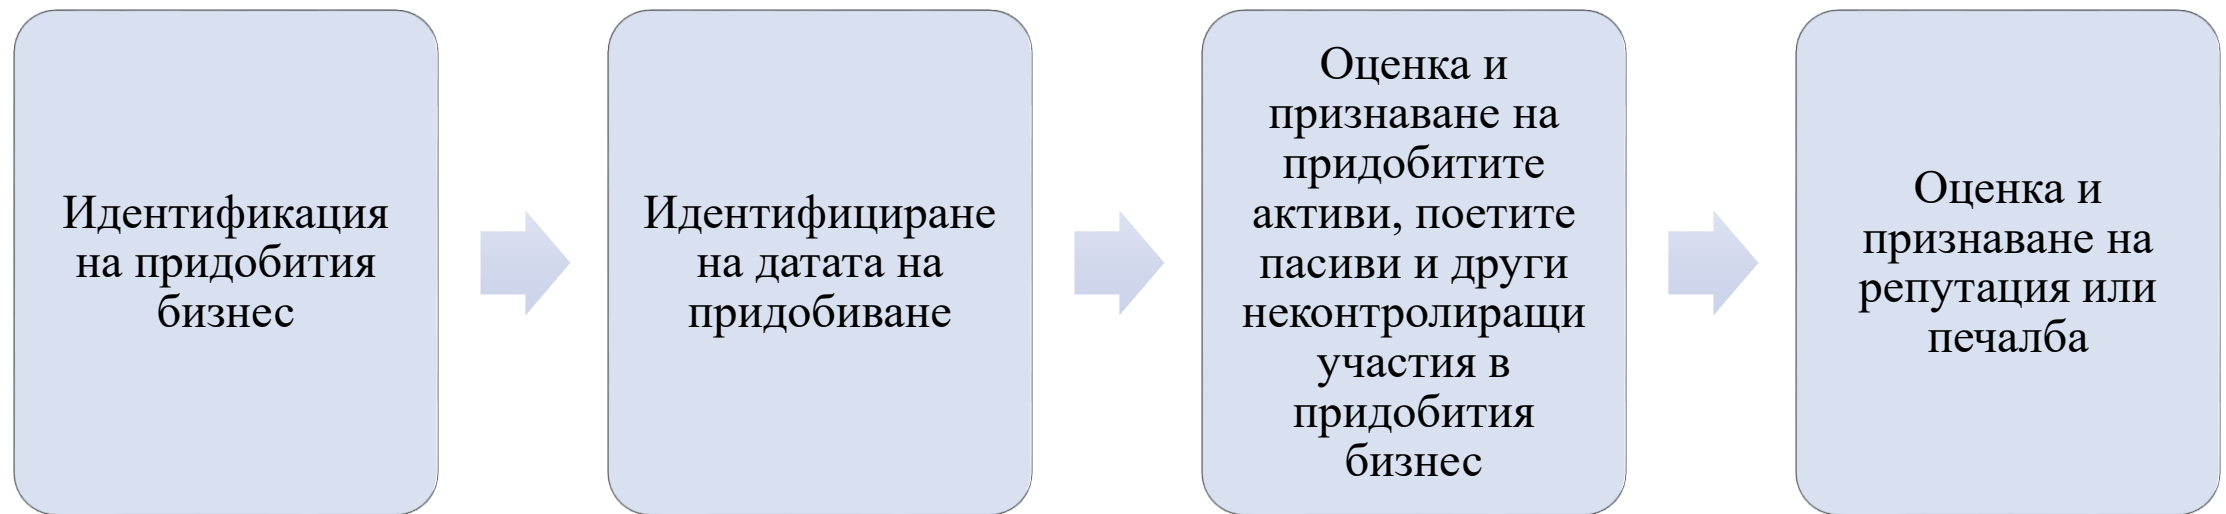 Идентификация
на придобития
бизнес
Идентифициране
на датата на
придобиване
Оценка и
признаване на
придобитите
активи, поетите
пасиви и други
неконтролиращи
участия в
придобития
бизнес
Оценка и
признаване на
репутация или
печалба